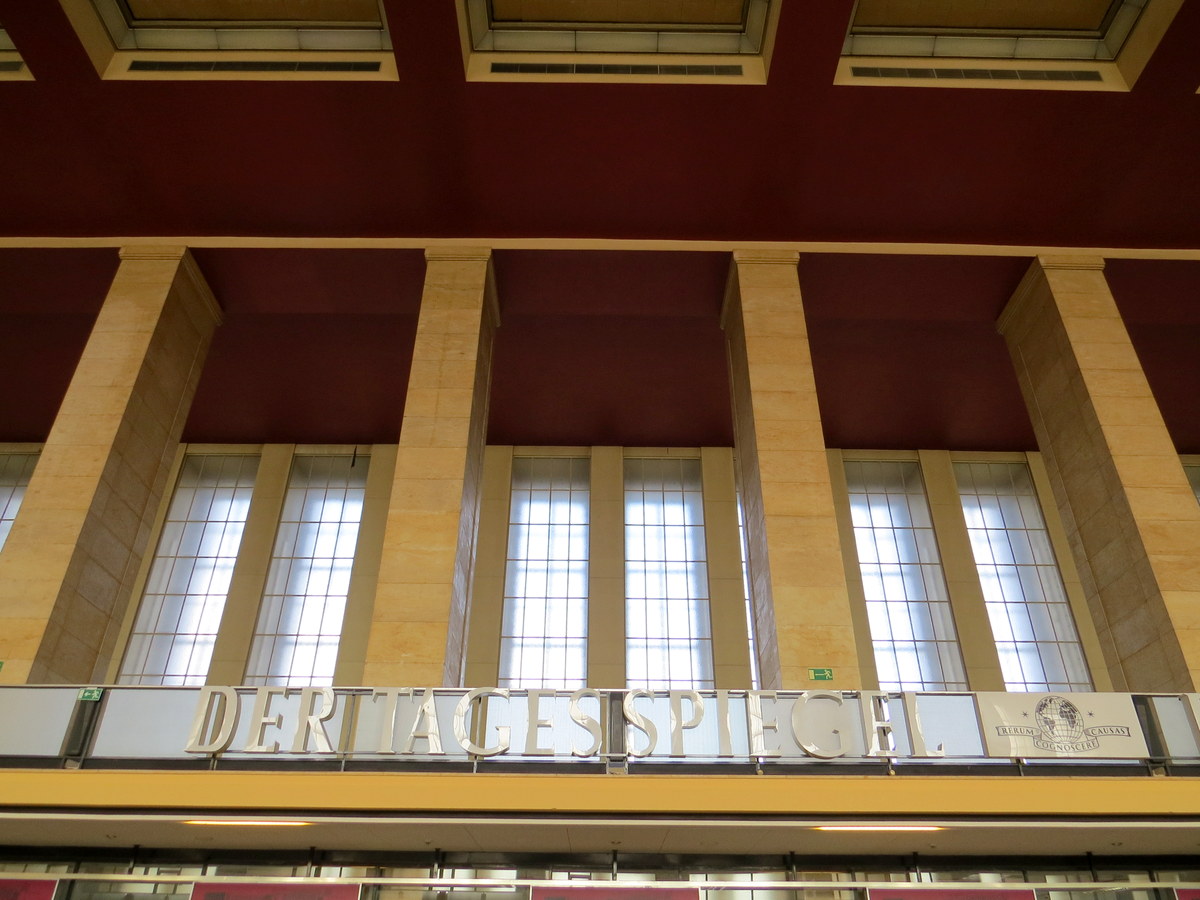 DER TAGESSPIEGEL
RERUM CAUSAS
COGNOSCERE